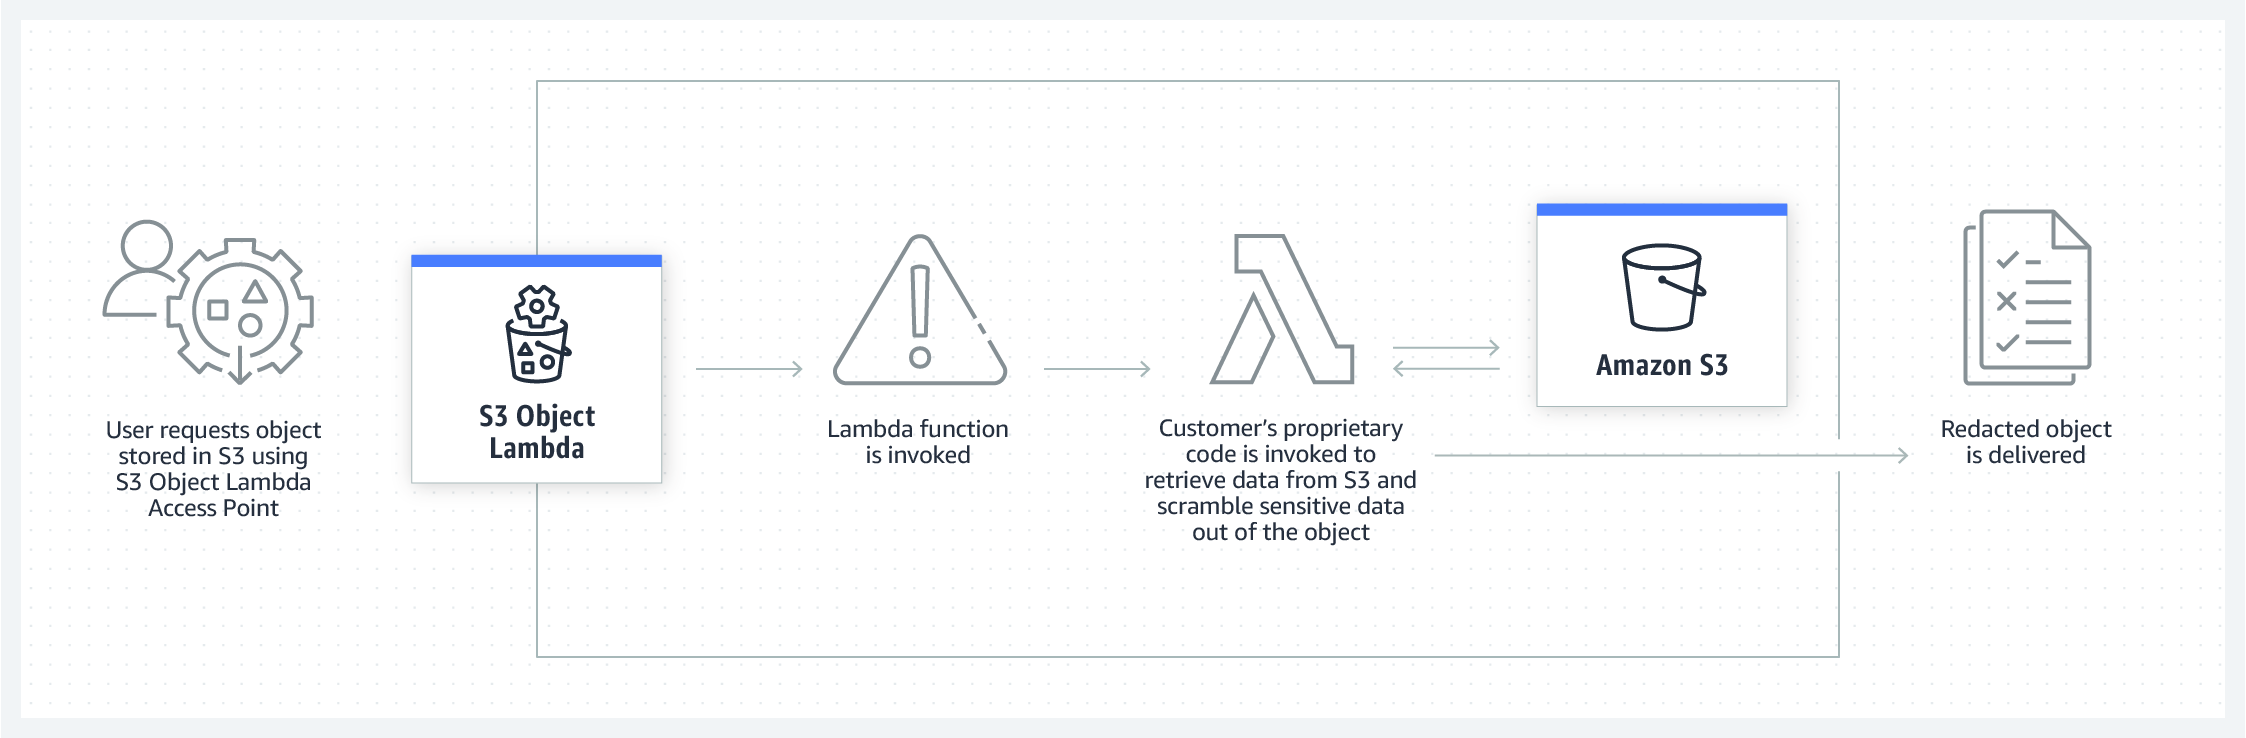 User requests object
stored in S3 using
S3 Object Lambda
Access Point
S3 Object
Lambda
Lambda function
is invoked
Customer’s proprietary
code is invoked to
retrieve data from S3 and
scramble sensitive data
out of the object
Amazon S3
Redacted object
is delivered